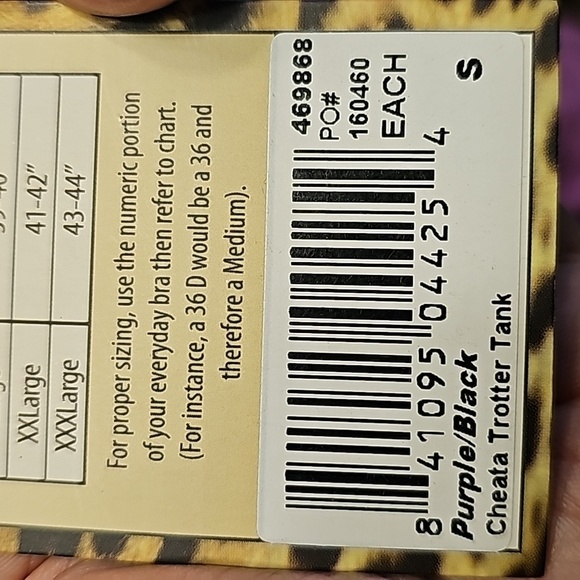 XXLarge 41-42"
XXXLarge 43-44"
For proper sizing, use the numeric portion
of your everyday bra then refer to chart.
(For instance, a 36 D would be a 36 and
therefore a Medium).
469868
PO#
160460
EACH
S
8 41095 04425 4
Purple/Black
Cheata Trotter Tank